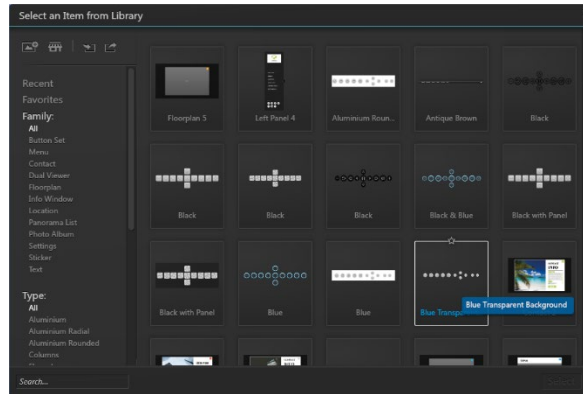 Select an Item from Library
Recent
Favorites
Family:
All
Button Set
Menu
Contact
Dual Viewer
Floorplan
Info Window
Location
Panorama List
Photo Album
Settings
Sticker
Text
Type:
All
Aluminium
Aluminium Radial
Aluminium Rounded
Columns
Search...
Floorplan 5
Left Panel 4
Aluminium Roun...
Antique Brown
Black
Black
Black
Black
Black & Blue
Black with Panel
Black with Panel
Blue
Blue
Blue Transp
Blue Transparent Background
Select